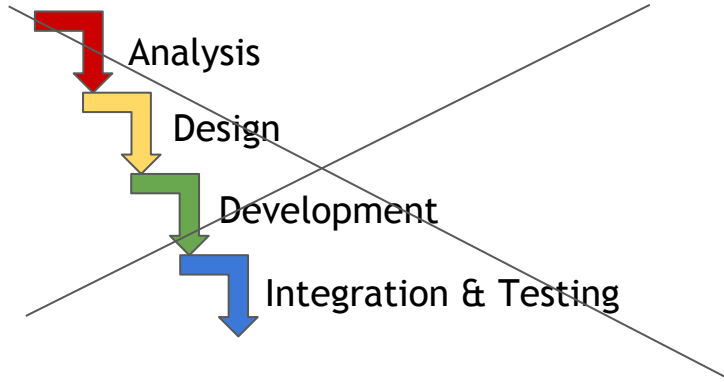 Analysis
Design
Development
Integration & Testing